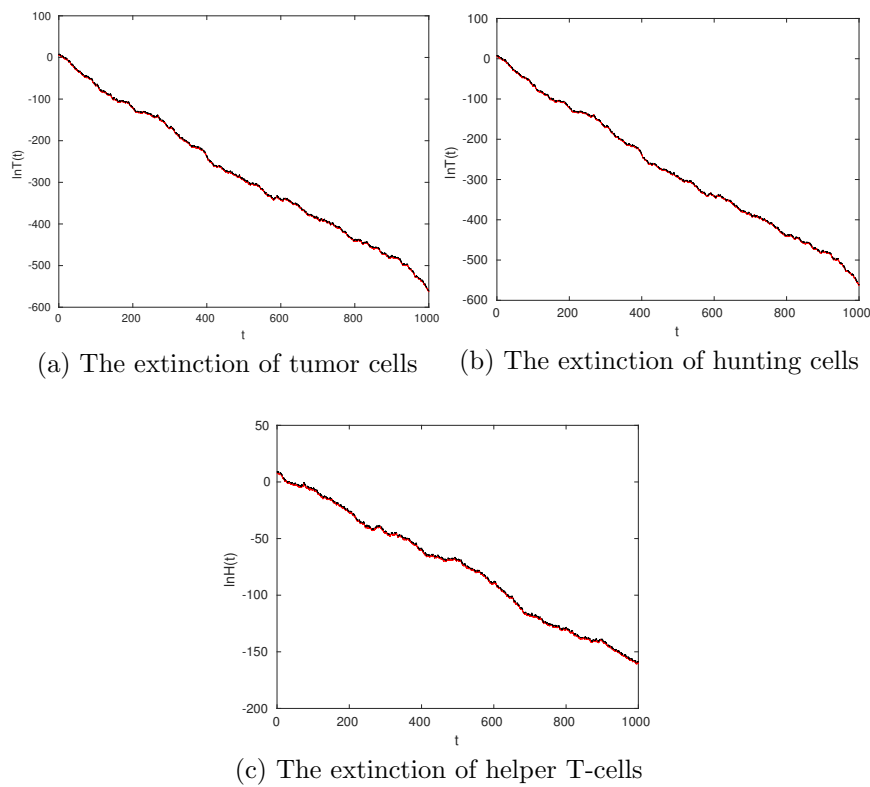 100
0
-100
-200
-300
-400
-500
-600
lnT(t)
0 200 400 600 800 1000
t
(a) The extinction of tumor cells
100
0
-100
-200
-300
-400
-500
-600
lnT(t)
0 200 400 600 800 1000
t
(b) The extinction of hunting cells
50
0
-50
-100
-150
-200
lnH(t)
0 200 400 600 800 1000
t
(c) The extinction of helper T-cells